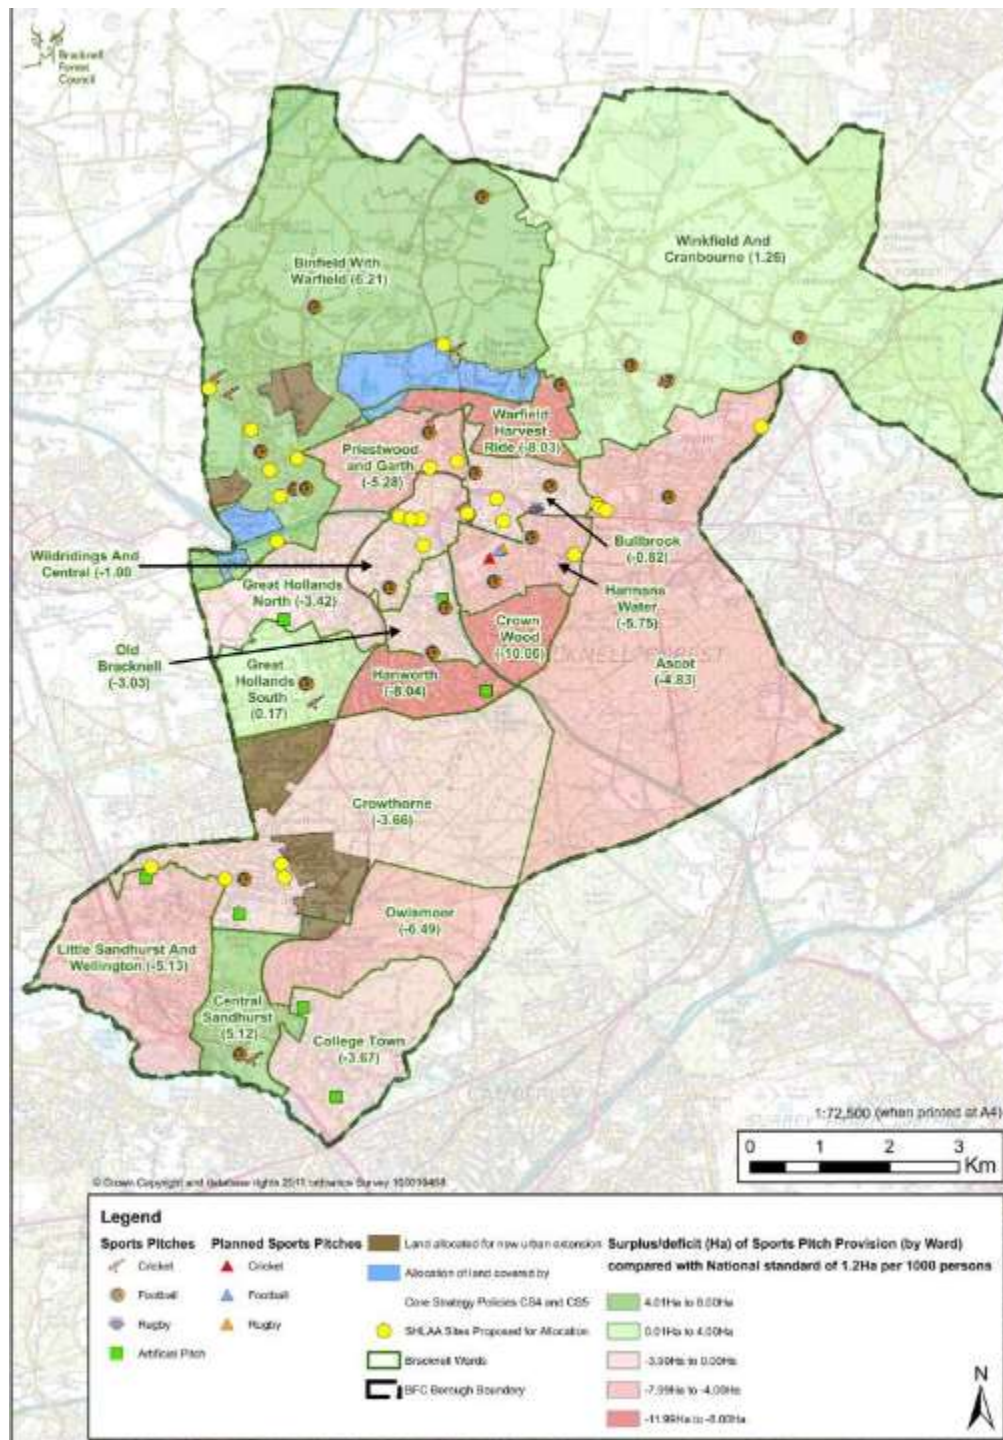 Bracknell
Forest
Council
Winkfield And
Cranbourne (1.26)
Binfield With
Warfield (6.21)
Warfield
Harvest
Ride (-8.03)
Priestwood
and Garth
(-5.28)
Bullbrook
(-0.82)
Wildridings And
Central (-1.00
Great Hollands
North (-3.42)
Harmans
Water
(-5.75)
Crown
Wood
(-10.06)
Old
Bracknell
(-3.03)
Ascot
(-4.83)
Great
Hollands
South
(0.17)
Hanworth
(-8.04)
Crowthorne
(-3.66)
Owlsmoor
(-6.49)
Little Sandhurst And
Wellington (-5.13)
Central
Sandhurst
(5.12)
College Town
(-3.67)
CAMBERLEY
1:72,500 (when printed at A4)
0 1 2 3
Km
© Crown Copyright and database rights 2011 Ordnance Survey
Legend
Sports Pitches
Cricket
Football
Rugby
Artificial Pitch
Planned Sports Pitches
Cricket
Football
Rugby
Land allocated for new urban extension
Allocation of land covered by
Core Strategy Policies CS4 and CS5
SHLAA Sites Proposed for Allocation
Bracknell Wards
BFC Borough Boundary
Surplus/deficit (Ha) of Sports Pitch Provision (by Ward)
compared with National standard of 1.2Ha per 1000 persons
4.01Ha to 8.00Ha
0.01Ha to 4.00Ha
-3.99Ha to 0.00Ha
-7.99Ha to -4.00Ha
-11.99Ha to -8.00Ha
N